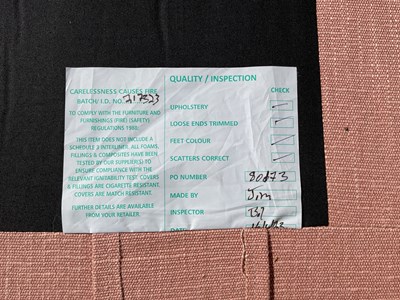 CARELESSNESS CAUSES FIRE
BATCH/ I.D. NO. 217523
TO COMPLY WITH THE FURNITURE AND
FURNISHINGS (FIRE) (SAFETY)
REGULATIONS 1988
THIS ITEM DOES NOT INCLUDE A
SCHEDULE 3 INTERLINER. ALL FOAMS,
FILLINGS & COMPOSITES HAVE BEEN
TESTED BY OUR SUPPLIER(S) TO
ENSURE COMPLIANCE WITH THE
RELEVANT IGNITABILITY TEST. COVERS
& FILLINGS ARE CIGARETTE RESISTANT.
COVERS ARE MATCH RESISTANT.
FURTHER DETAILS ARE AVAILABLE
FROM YOUR RETAILER.
QUALITY / INSPECTION
CHECK
UPHOLSTERY
LOOSE ENDS TRIMMED
FEET COLOUR
SCATTERS CORRECT
PO NUMBER
MADE BY Jim
INSPECTOR
DATE